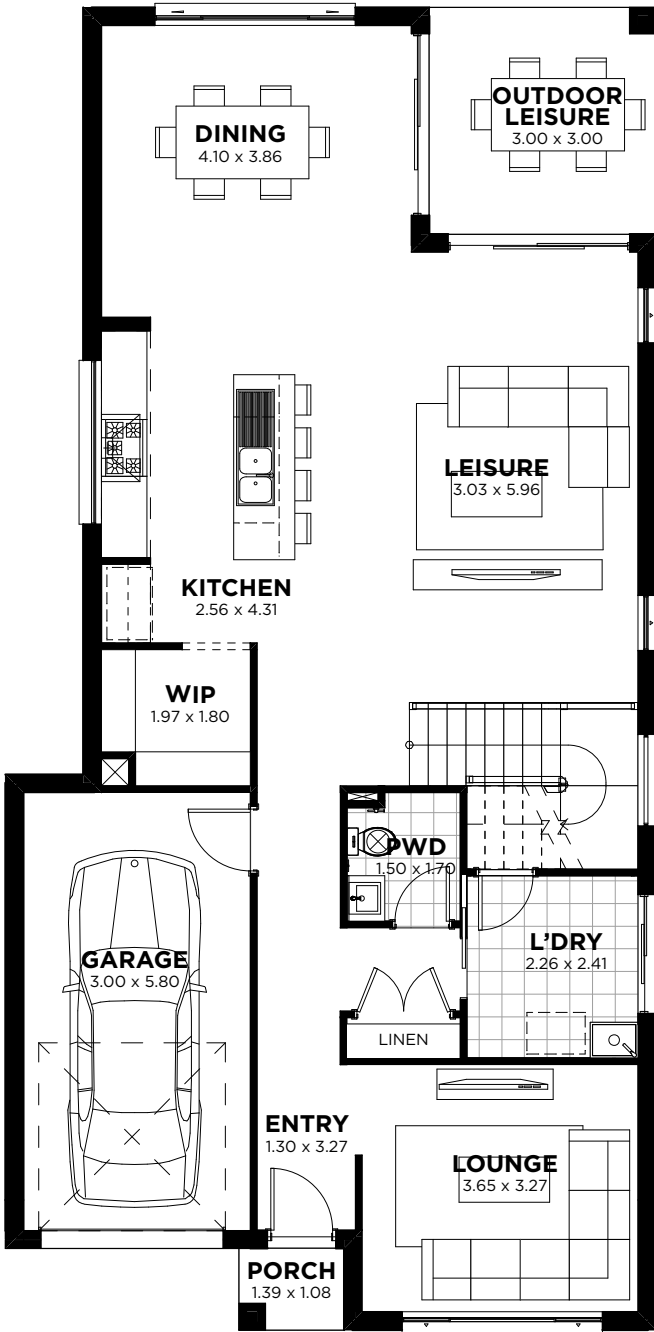 DINING
4.10 x 3.86
OUTDOOR
LEISURE
3.00 x 3.00
LEISURE
3.03 x 5.96
KITCHEN
2.56 x 4.31
WIP
1.97 x 1.80
PWD
1.50 x 1.70
L'DRY
2.26 x 2.41
GARAGE
3.00 x 5.80
LINEN
ENTRY
1.30 x 3.27
LOUNGE
3.65 x 3.27
PORCH
1.39 x 1.08